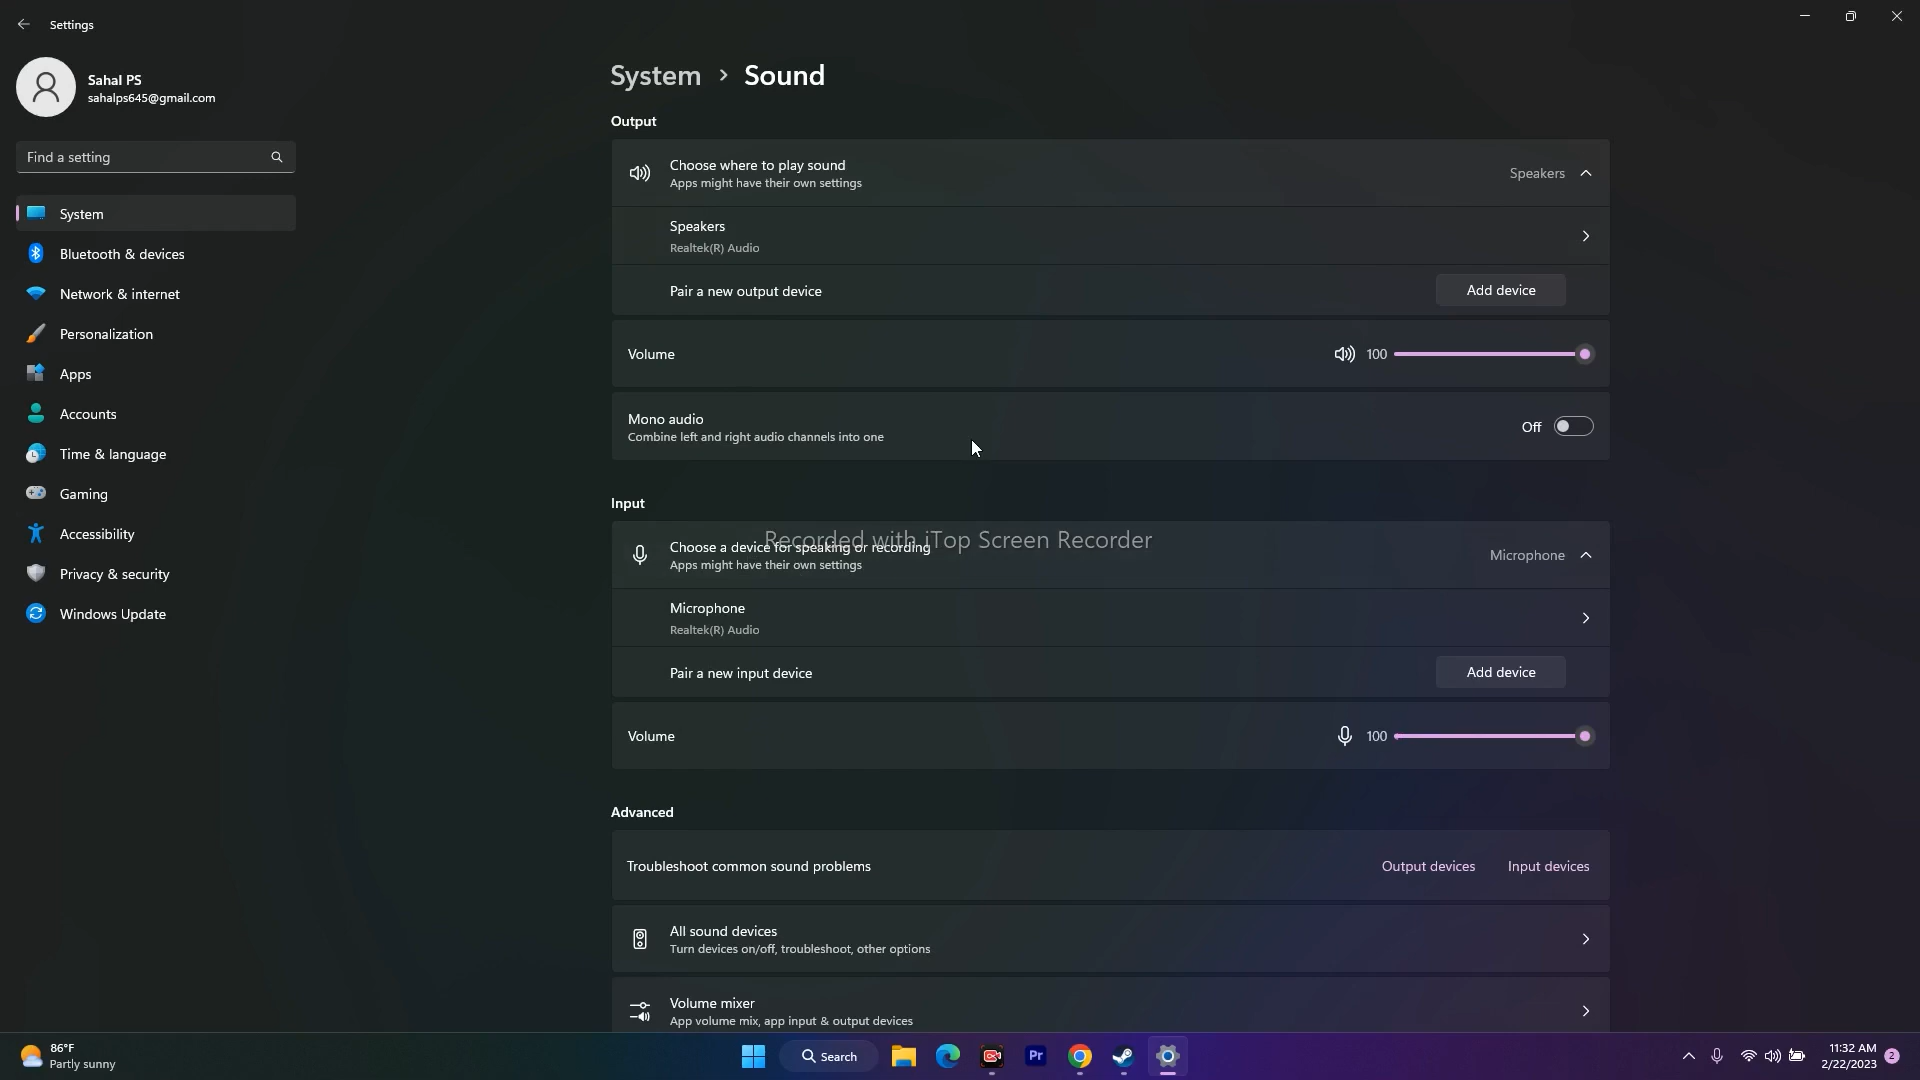 Settings
Sahal PS
sahalps645@gmail.com
Find a setting
System
Bluetooth & devices
Network & internet
Personalization
Apps
Accounts
Time & language
Gaming
Accessibility
Privacy & security
Windows Update
System > Sound
Output
Choose where to play sound
Apps might have their own settings
Speakers
Speakers
Realtek(R) Audio
Pair a new output device
Add device
Volume
100
Mono audio
Combine left and right audio channels into one
Off
Input
Recorded with iTop Screen Recorder
Choose a device for speaking or recording
Apps might have their own settings
Microphone
Microphone
Realtek(R) Audio
Pair a new input device
Add device
Volume
100
Advanced
Troubleshoot common sound problems
Output devices
Input devices
All sound devices
Turn devices on/off, troubleshoot, other options
Volume mixer
App volume mix, app input & output devices
86°F
Partly sunny
Search
Pr
11:32 AM
2/22/2023
2